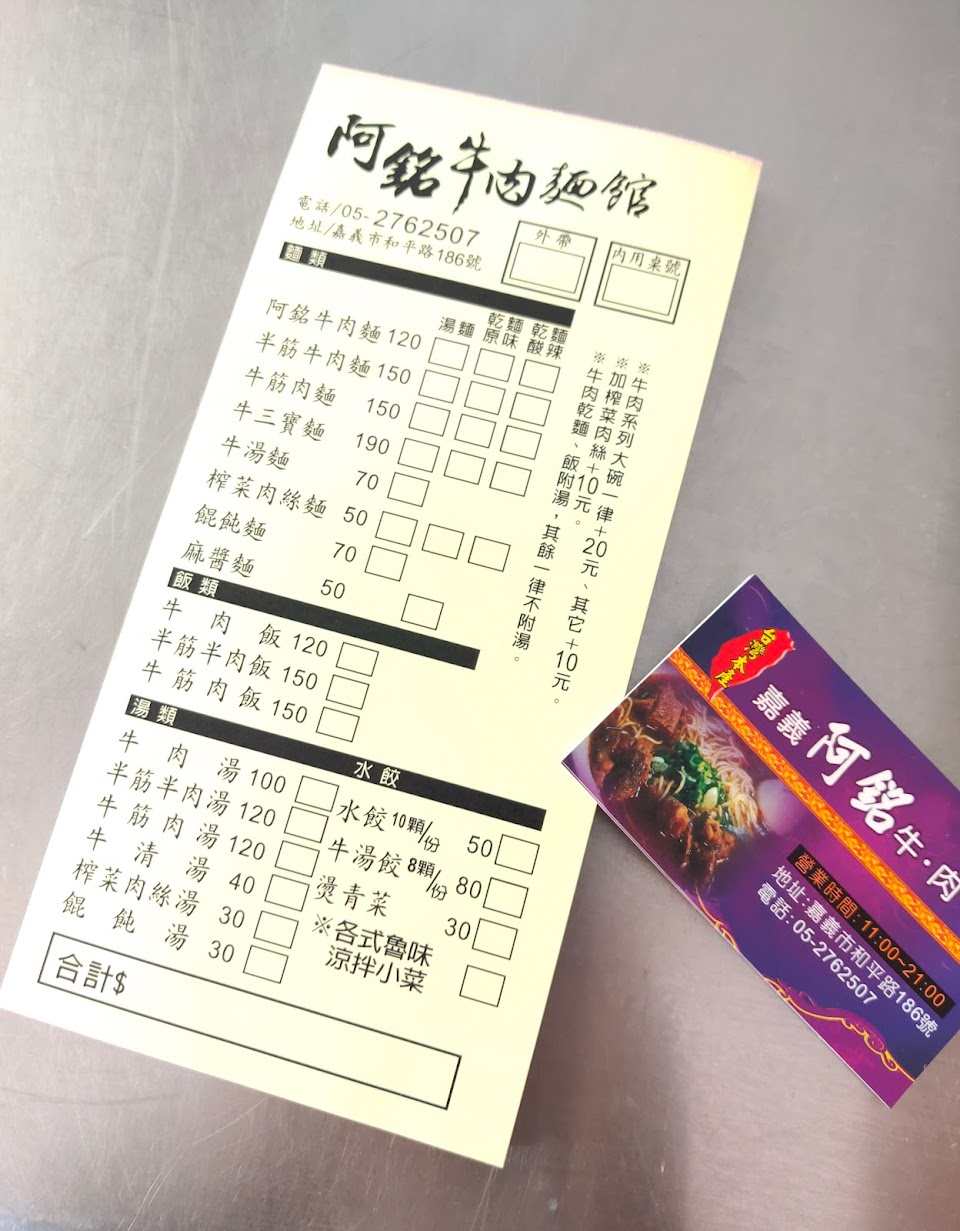 阿銘牛肉麵館
電話/05-2762507
地址/嘉義市和平路186號
外帶
內用桌號
麵類
湯麵
乾麵原味
乾麵酸辣
阿銘牛肉麵 120
半筋牛肉麵 150
牛筋肉麵 150
牛三寶麵 190
牛湯麵 70
榨菜肉絲麵 50
餛飩麵 70
麻醬麵 50
※牛肉系列大碗一律+20元、其它+10元。
※加榨菜肉絲+10元。
※牛肉乾麵、飯附湯,其餘一律不附湯。
飯類
牛肉飯 120
半筋半肉飯 150
牛筋肉飯 150
湯類
牛肉湯 100
半筋半肉湯 120
牛筋肉湯 120
牛清湯 40
榨菜肉絲湯 30
餛飩湯 30
水餃
水餃10顆/份 50
牛湯餃8顆/份 80
燙青菜 30
※各式魯味
涼拌小菜
合計$
台灣本產
嘉義 阿銘牛·肉
營業時間:11:00~21:00
地址:嘉義市和平路186號
電話:05-2762507